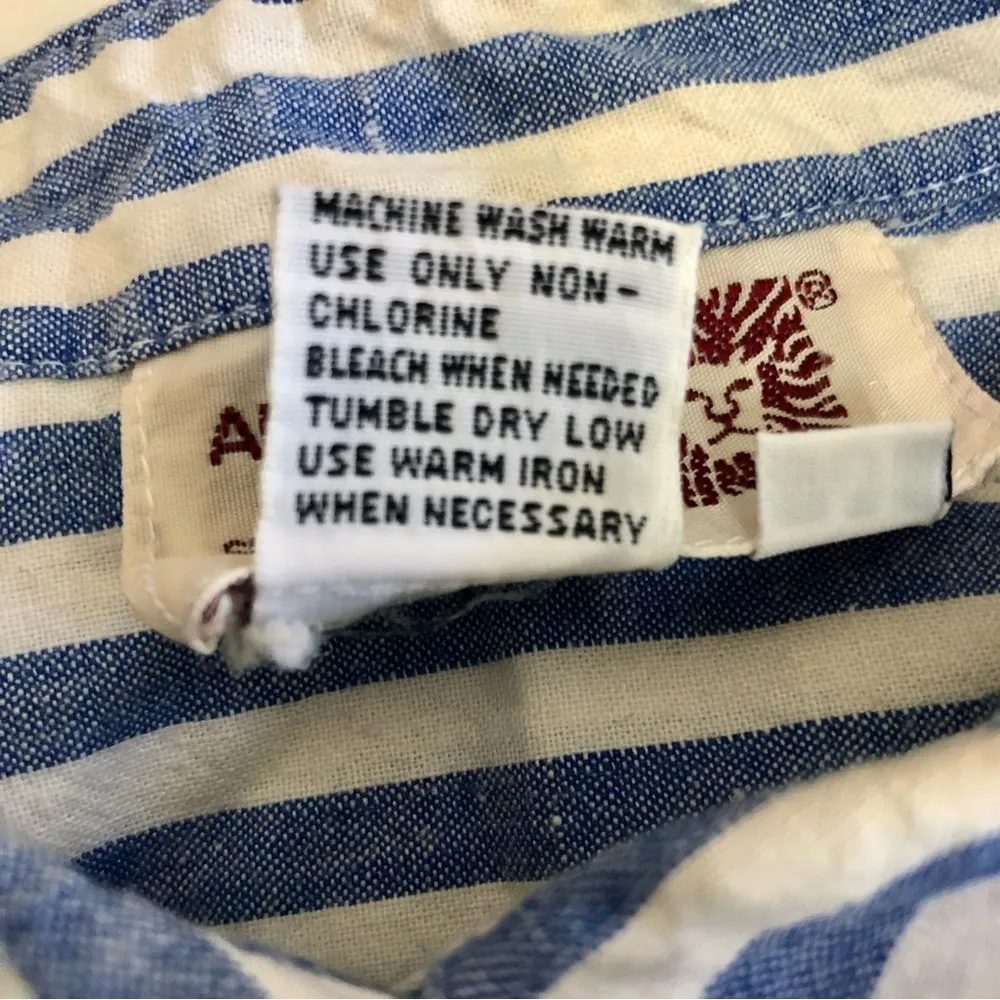 MACHINE WASH WARM
USE ONLY NON-
CHLORINE
BLEACH WHEN NEEDED
TUMBLE DRY LOW
USE WARM IRON
WHEN NECESSARY
®